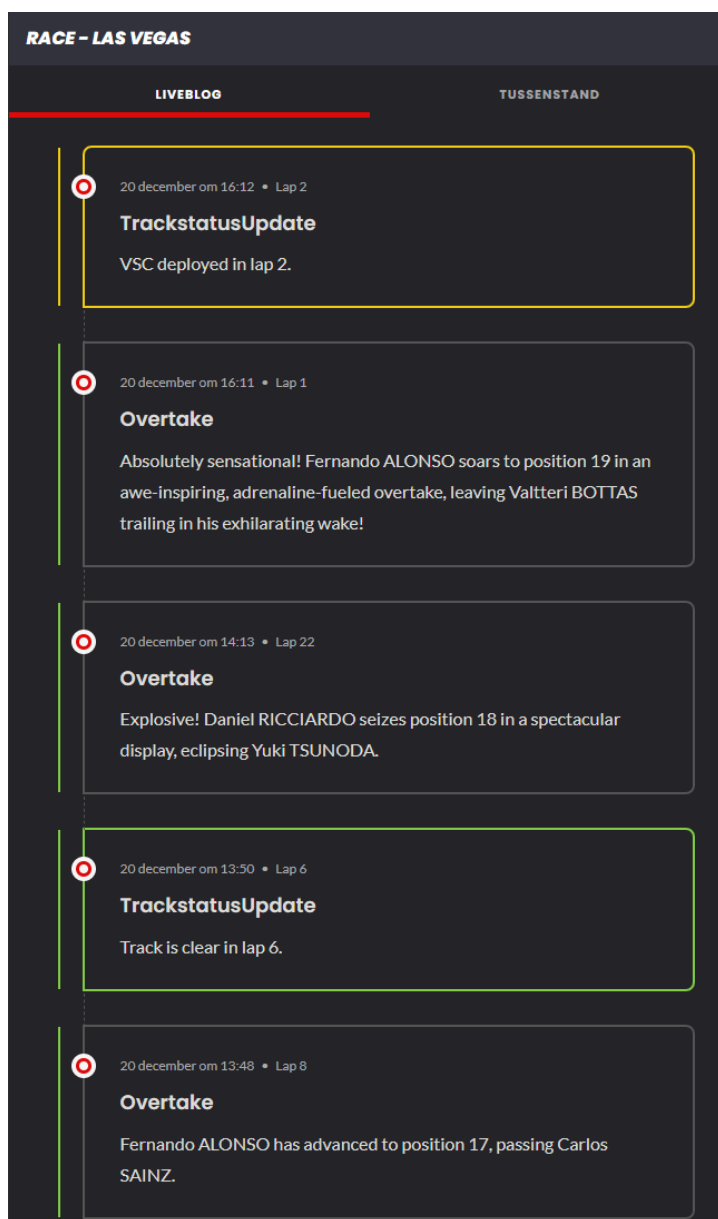 RACE - LAS VEGAS
LIVEBLOG
TUSSENSTAND
20 december om 16:12 • Lap 2
TrackstatusUpdate
VSC deployed in lap 2.
20 december om 16:11 • Lap 1
Overtake
Absolutely sensational! Fernando ALONSO soars to position 19 in an
awe-inspiring, adrenaline-fueled overtake, leaving Valtteri BOTTAS
trailing in his exhilarating wake!
20 december om 14:13 • Lap 22
Overtake
Explosive! Daniel RICCIARDO seizes position 18 in a spectacular
display, eclipsing Yuki TSUNODA.
20 december om 13:50 • Lap 6
TrackstatusUpdate
Track is clear in lap 6.
20 december om 13:48 • Lap 8
Overtake
Fernando ALONSO has advanced to position 17, passing Carlos
SAINZ.